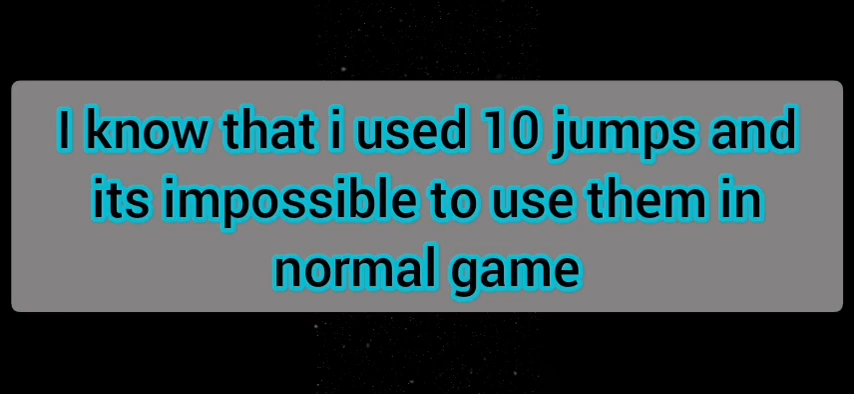 I know that i used 10 jumps and
its impossible to use them in
normal game